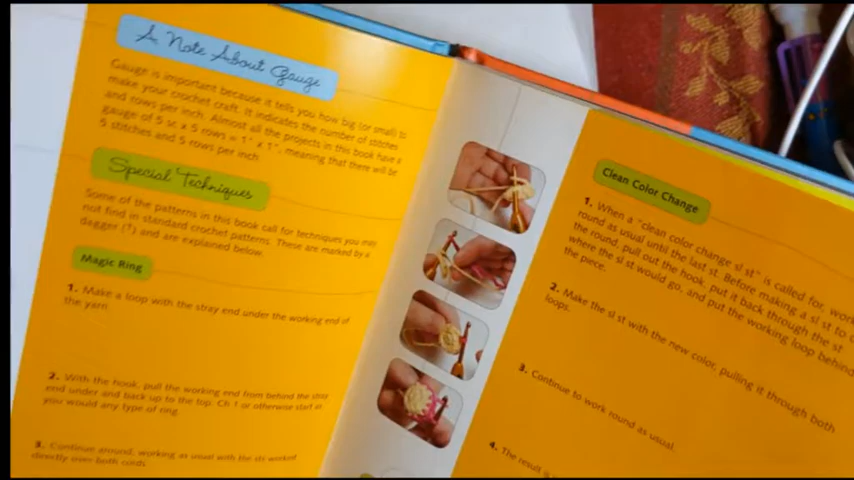 A Note About Gauge
Gauge is important because it tells you how big (or small) to
make your crochet craft. It indicates the number of stitches
and rows per inch. Almost all the projects in this book have a
gauge of 5 sc x 5 rows = 1" x 1", meaning that there will be
5 stitches and 5 rows per inch.
Special Techniques
Some of the patterns in this book call for techniques you may
not find in standard crochet patterns. These are marked by a
dagger (†) and are explained below.
Magic Ring
1. Make a loop with the stray end under the working end of
the yarn.
2. With the hook, pull the working end from behind the stray
end under and back up to the top. Ch 1 or otherwise start as
you would any type of ring.
3. Continue around, working as usual with the sts worked
directly over both cords.
Clean Color Change
1. When a "clean color change sl st" is called for, work
round as usual until the last st. Before making a sl st to
the round, pull out the hook, put it back through the st
where the sl st would go, and put the working loop behind
the piece.
2. Make the sl st with the new color, pulling it through both
loops.
3. Continue to work round as usual.
4. The result is